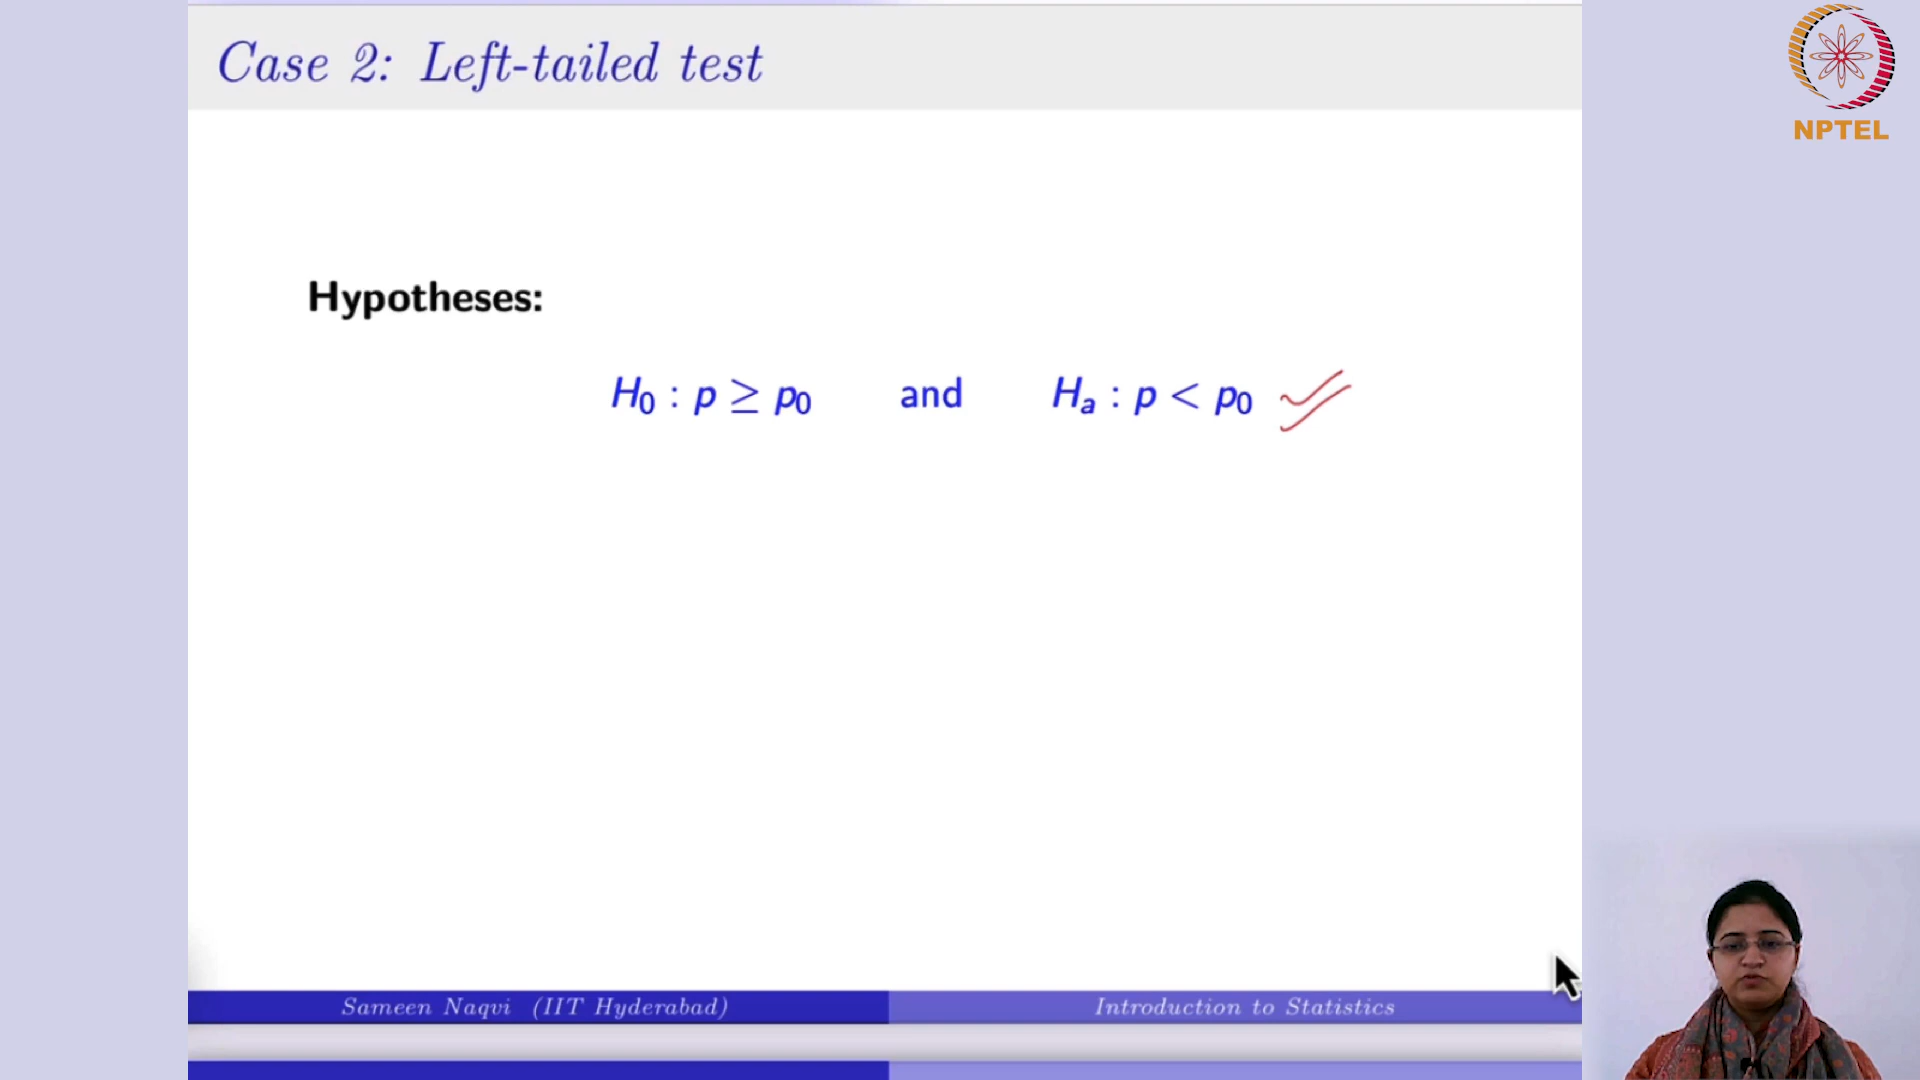 Case 2: Left-tailed test
NPTEL
Hypotheses:
H₀ : p ≥ p₀ and Hₐ : p < p₀
Sameen Naqvi (IIT Hyderabad) Introduction to Statistics